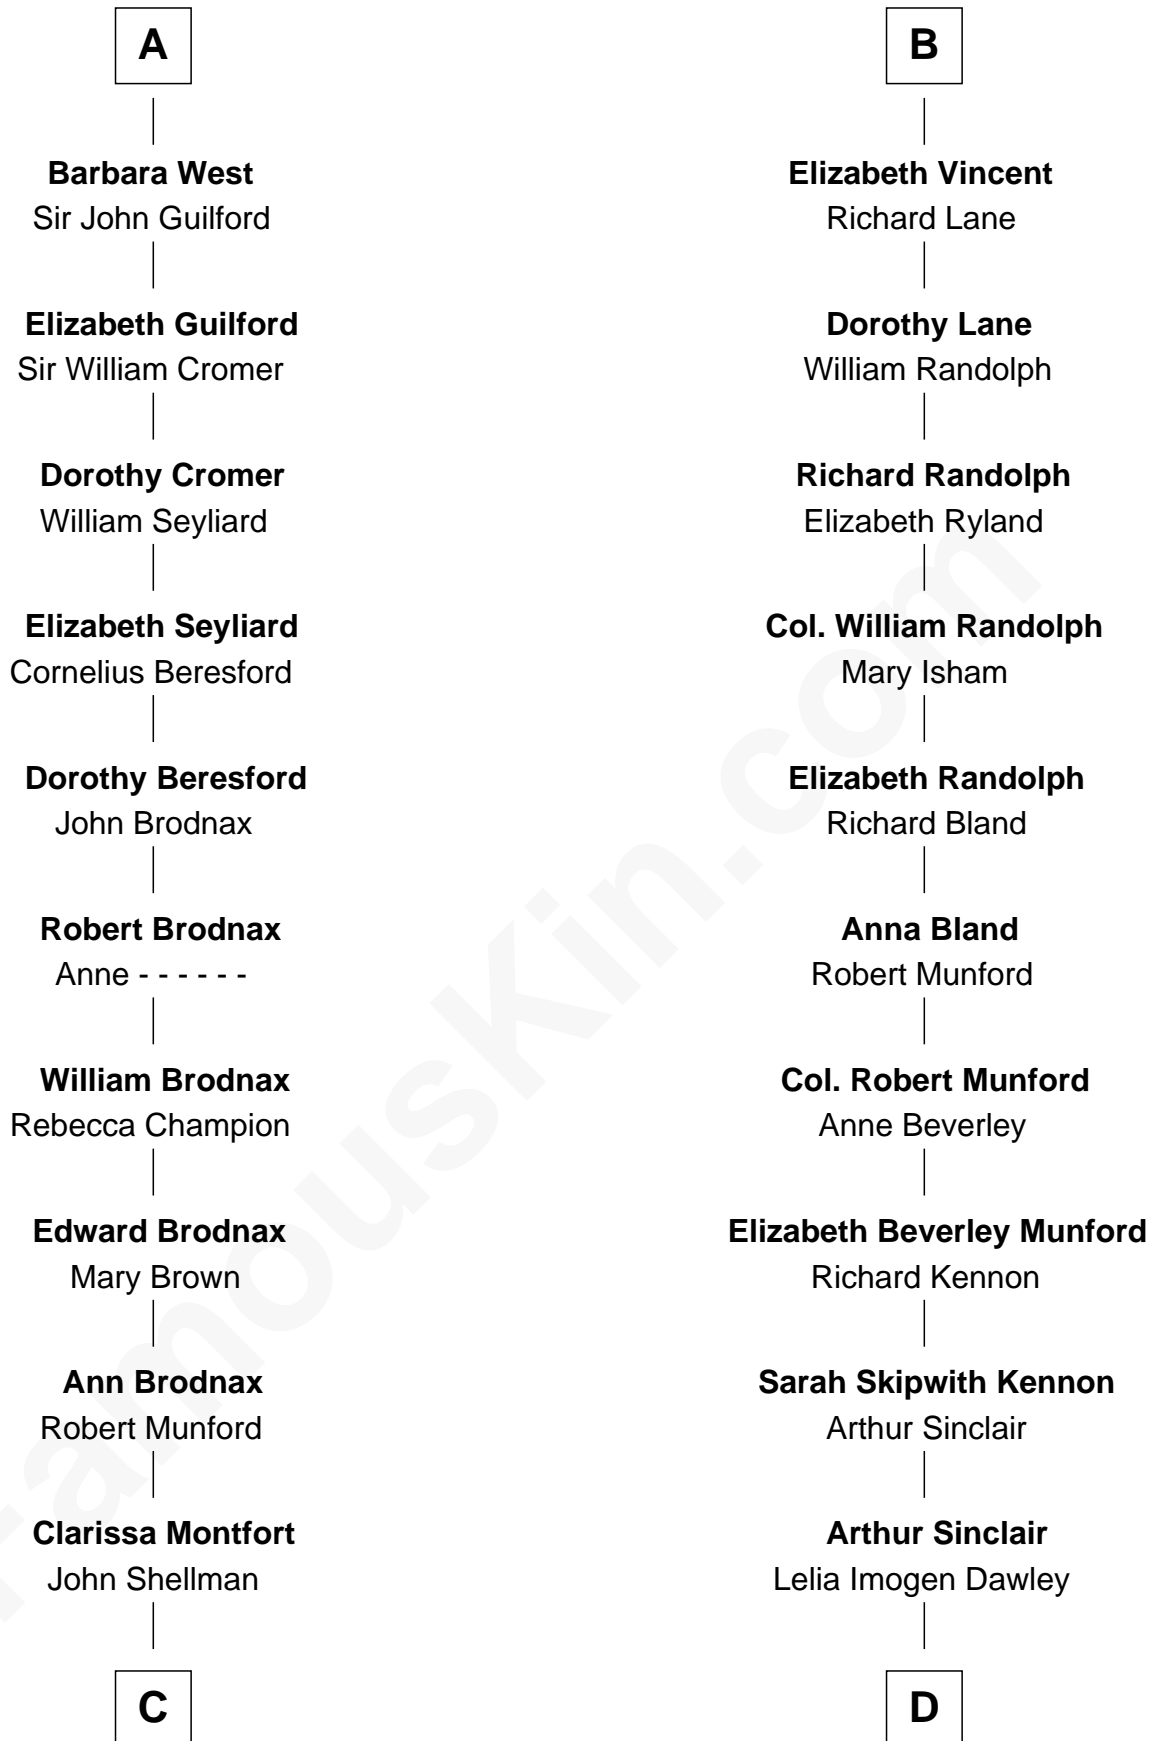 A
Barbara West
Sir John Guilford
Elizabeth Guilford
Sir William Cromer
Dorothy Cromer
William Seyliard
Elizabeth Seyliard
Cornelius Beresford
Dorothy Beresford
John Brodnax
Robert Brodnax
Anne - - - - - -
William Brodnax
Rebecca Champion
Edward Brodnax
Mary Brown
Ann Brodnax
Robert Munford
Clarissa Montfort
John Shellman
C
B
Elizabeth Vincent
Richard Lane
Dorothy Lane
William Randolph
Richard Randolph
Elizabeth Ryland
Col. William Randolph
Mary Isham
Elizabeth Randolph
Richard Bland
Anna Bland
Robert Munford
Col. Robert Munford
Anne Beverley
Elizabeth Beverley Munford
Richard Kennon
Sarah Skipwith Kennon
Arthur Sinclair
Arthur Sinclair
Lelia Imogen Dawley
D
FamousKin.com